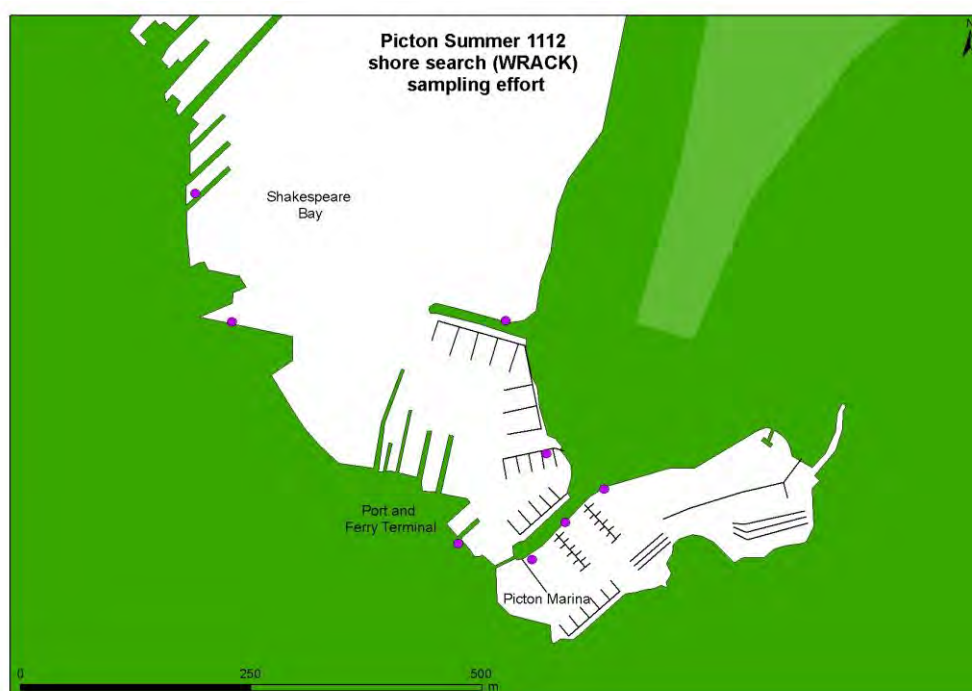 Picton Summer 1112
shore search (WRACK)
sampling effort
N
Shakespeare
Bay
Port and
Ferry Terminal
Picton Marina
0
250
500
m